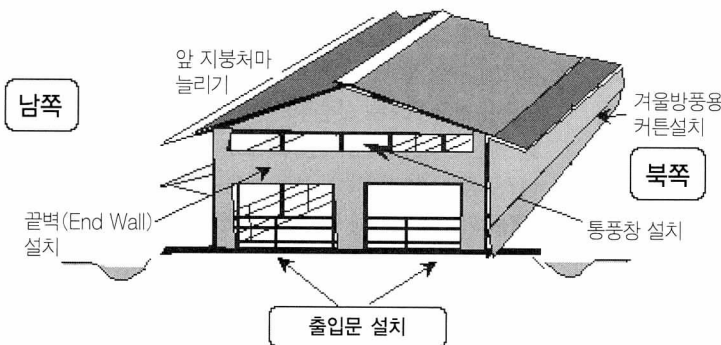 앞 지붕처마
늘리기
남쪽
겨울방풍용
커튼설치
북쪽
끝벽(End Wall)
설치
통풍창 설치
출입문 설치